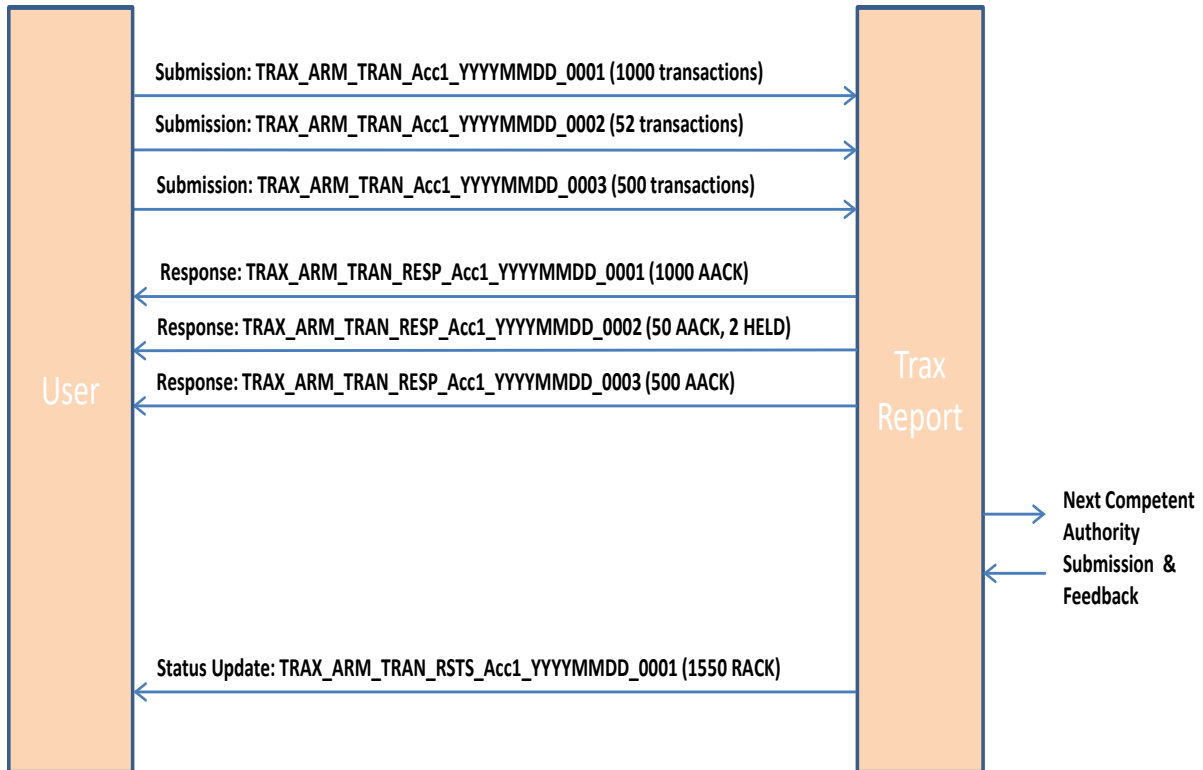 Submission: TRAX_ARM_TRAN_Acc1_YYYYMMDD_0001 (1000 transactions)
Submission: TRAX_ARM_TRAN_Acc1_YYYYMMDD_0002 (52 transactions)
Submission: TRAX_ARM_TRAN_Acc1_YYYYMMDD_0003 (500 transactions)
Response: TRAX_ARM_TRAN_RESP_Acc1_YYYYMMDD_0001 (1000 AACK)
Response: TRAX_ARM_TRAN_RESP_Acc1_YYYYMMDD_0002 (50 AACK, 2 HELD)
Response: TRAX_ARM_TRAN_RESP_Acc1_YYYYMMDD_0003 (500 AACK)
User
Trax
Report
Next Competent
Authority
Submission &
Feedback
Status Update: TRAX_ARM_TRAN_RSTS_Acc1_YYYYMMDD_0001 (1550 RACK)